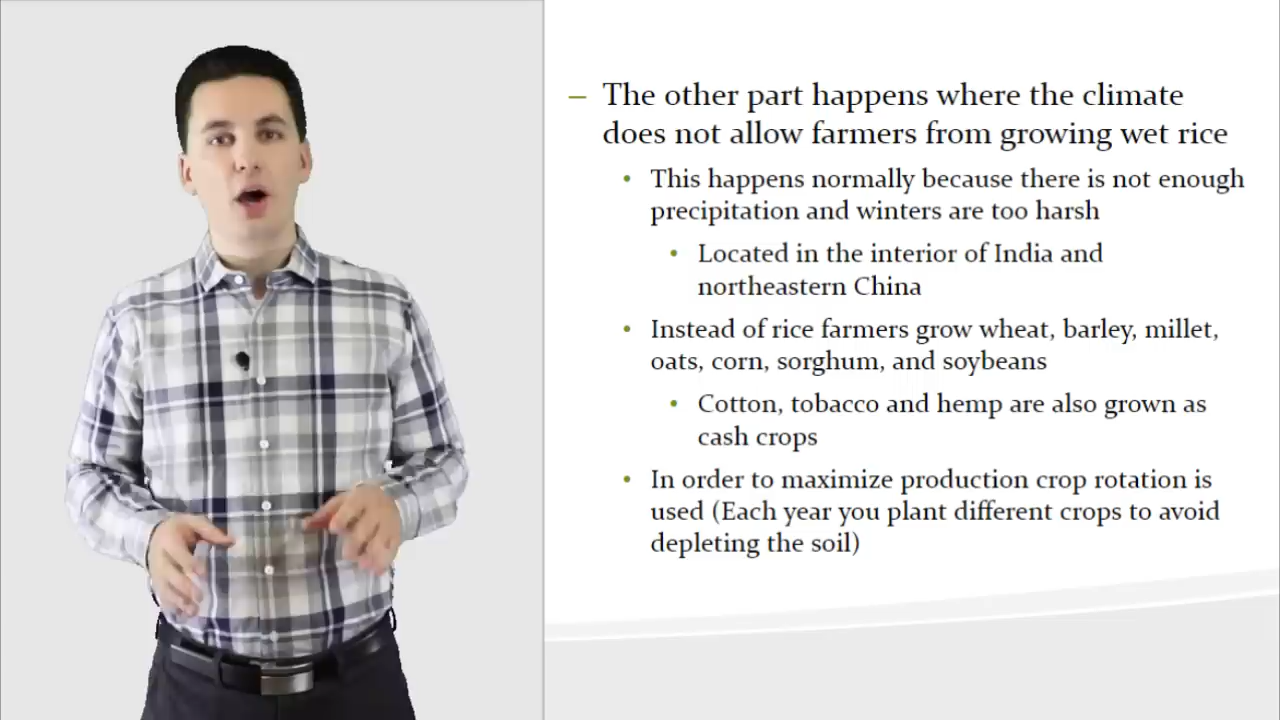 – The other part happens where the climate
does not allow farmers from growing wet rice
• This happens normally because there is not enough
precipitation and winters are too harsh
• Located in the interior of India and
northeastern China
• Instead of rice farmers grow wheat, barley, millet,
oats, corn, sorghum, and soybeans
• Cotton, tobacco and hemp are also grown as
cash crops
• In order to maximize production crop rotation is
used (Each year you plant different crops to avoid
depleting the soil)